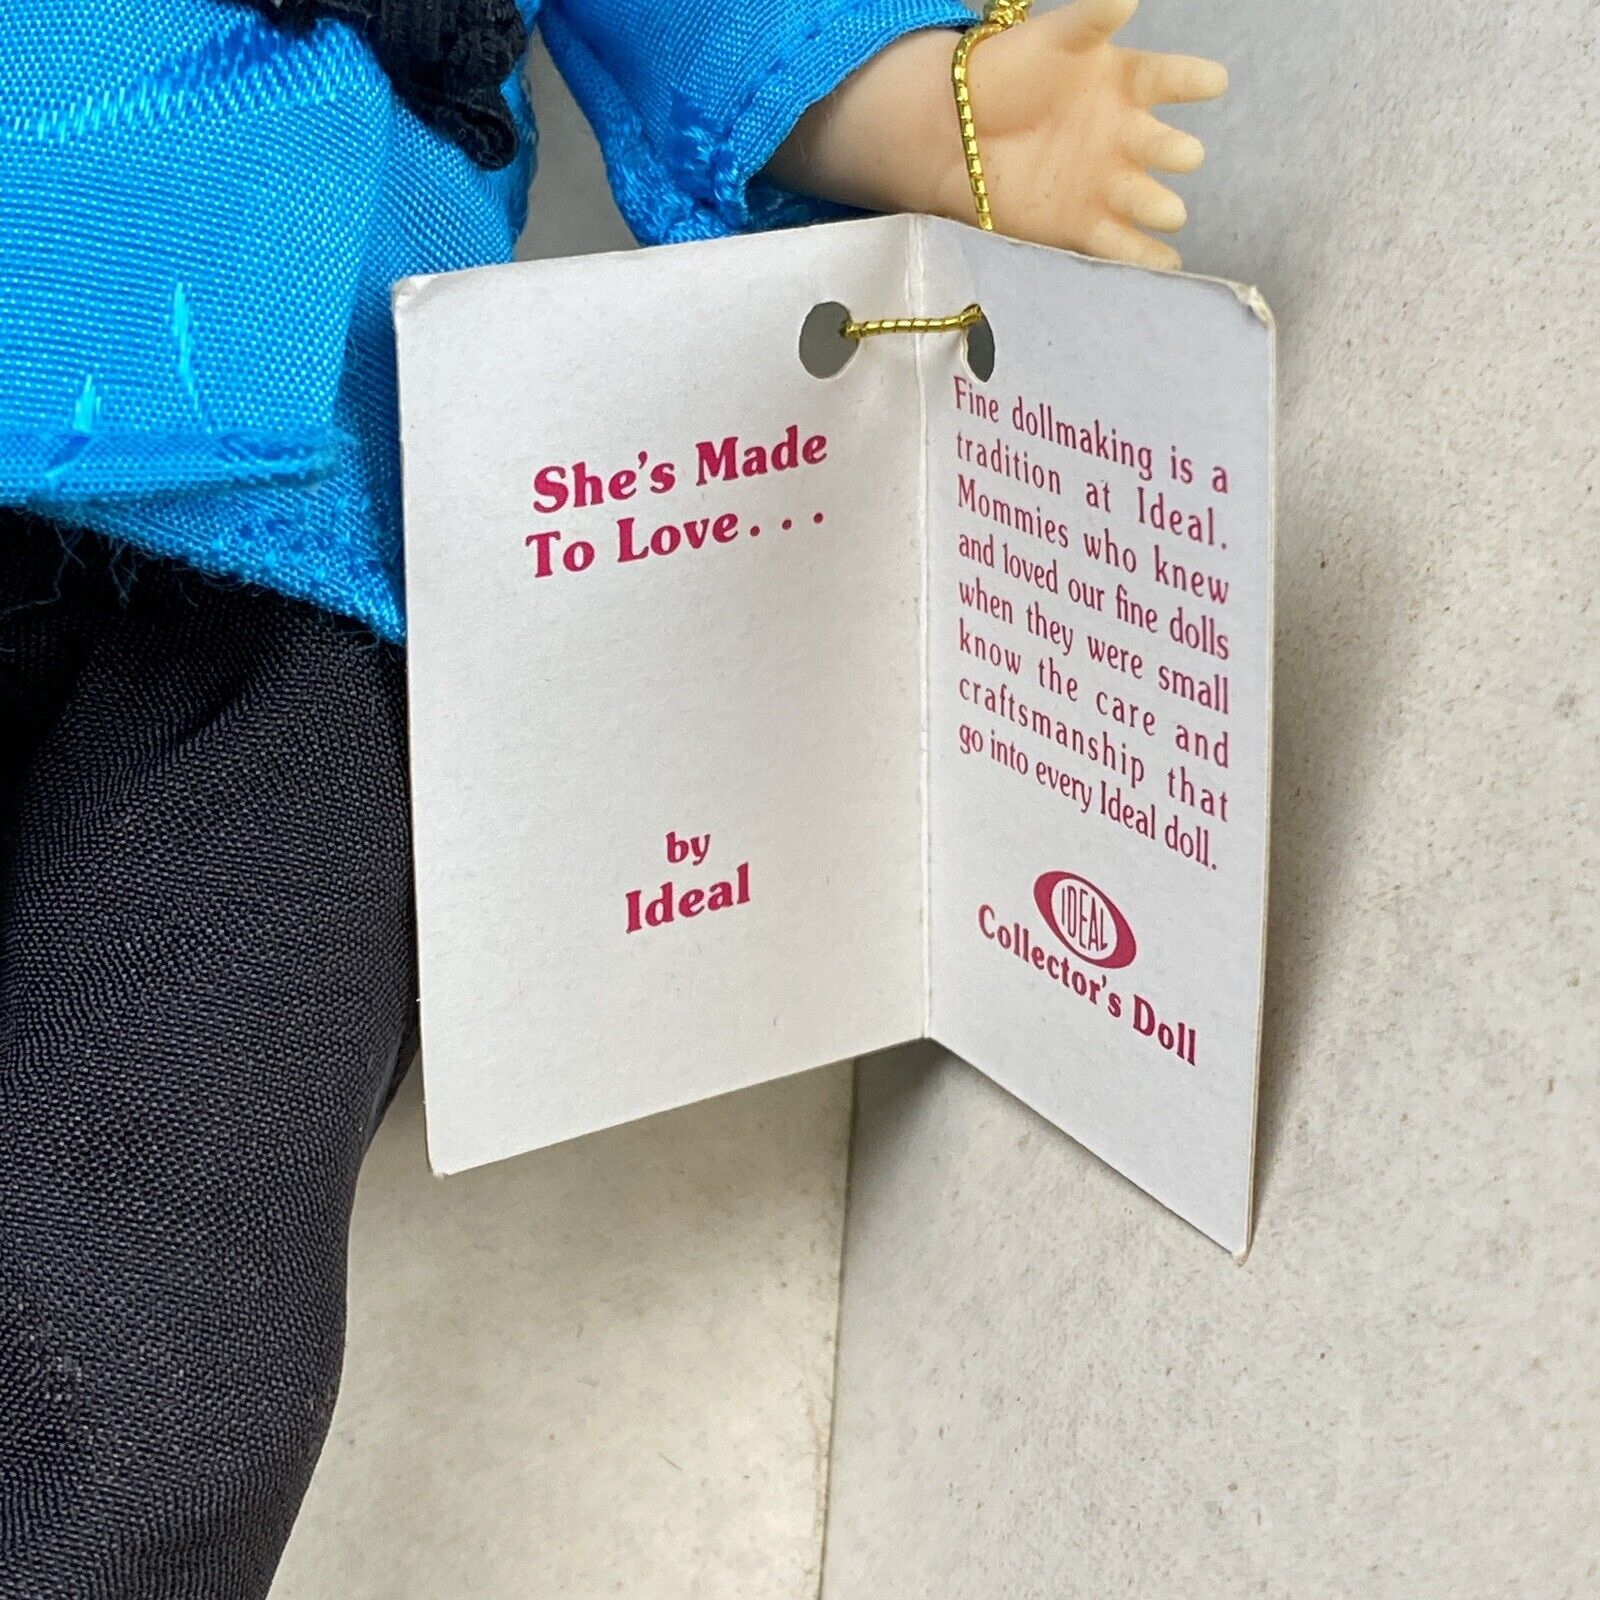 She's Made
To Love...
by
Ideal
Fine dollmaking is a
tradition at Ideal.
Mommies who knew
and loved our fine dolls
when they were small
know the care and
craftsmanship that
go into every Ideal doll.
IDEAL
Collector's Doll